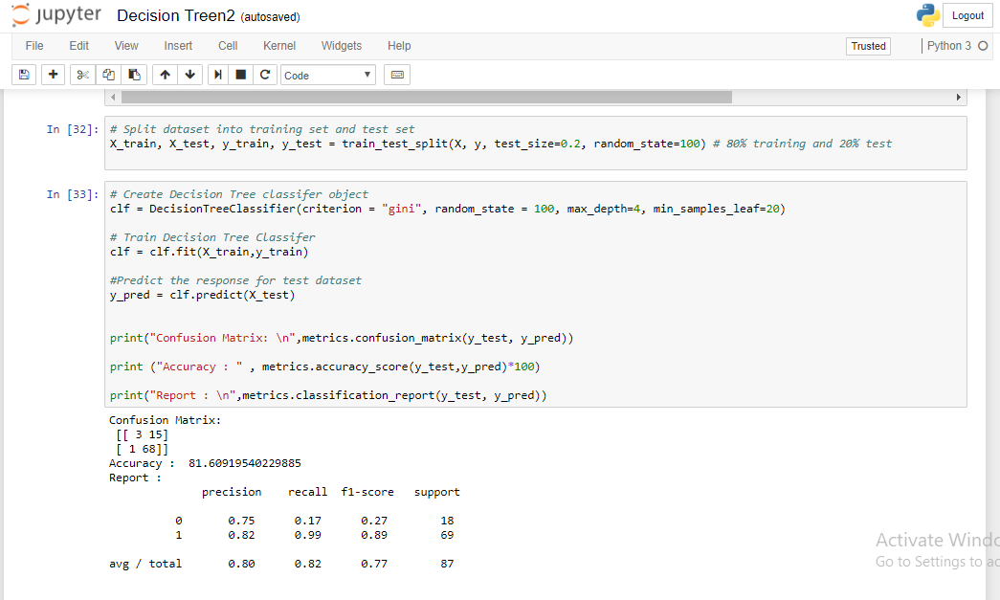 jupyter Decision Treen2 (autosaved) Logout
File Edit View Insert Cell Kernel Widgets Help Trusted Python 3
Code
In [32]: # Split dataset into training set and test set
X_train, X_test, y_train, y_test = train_test_split(X, y, test_size=0.2, random_state=100) # 80% training and 20% test
In [33]: # Create Decision Tree classifer object
clf = DecisionTreeClassifier(criterion = "gini", random_state = 100, max_depth=4, min_samples_leaf=20)
# Train Decision Tree Classifer
clf = clf.fit(X_train,y_train)
#Predict the response for test dataset
y_pred = clf.predict(X_test)
print("Confusion Matrix: \n",metrics.confusion_matrix(y_test, y_pred))
print ("Accuracy : " , metrics.accuracy_score(y_test,y_pred)*100)
print("Report : \n",metrics.classification_report(y_test, y_pred))
Confusion Matrix:
[[ 3 15]
[ 1 68]]
Accuracy : 81.60919540229885
Report :
precision recall f1-score support
0 0.75 0.17 0.27 18
1 0.82 0.99 0.89 69
avg / total 0.80 0.82 0.77 87
Activate Windo
Go to Settings to ac